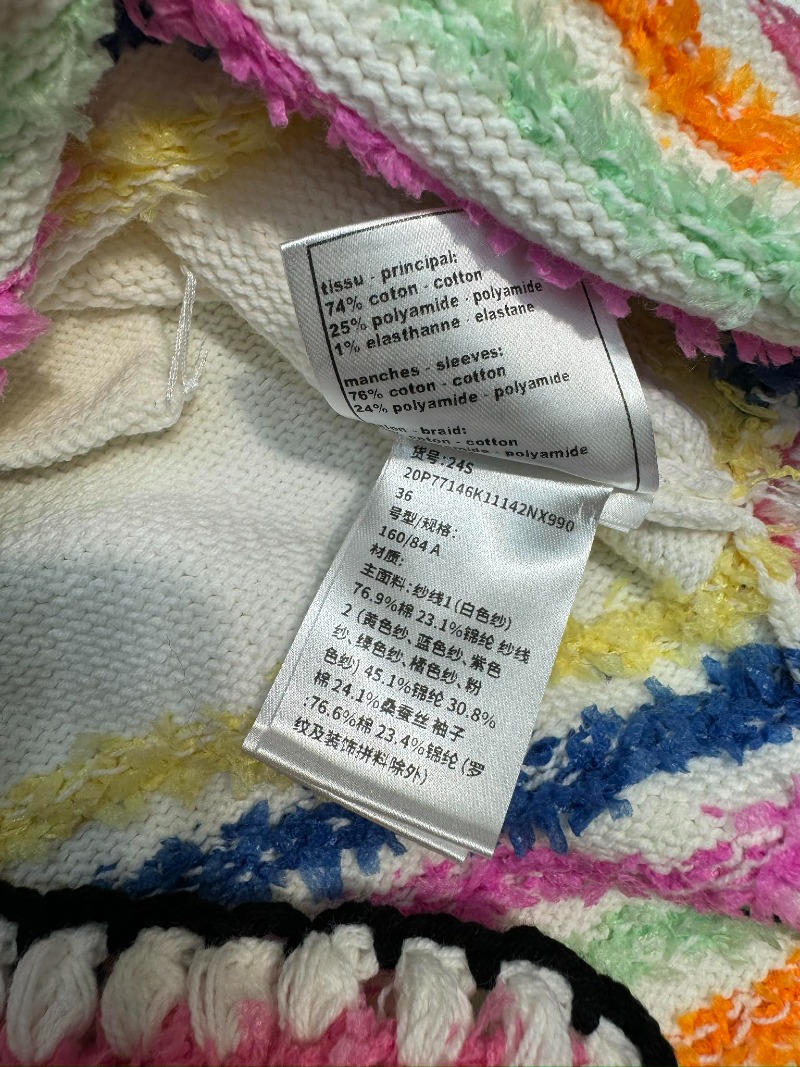 tissu - principal:
74% coton - cotton
25% polyamide - polyamide
1% elasthanne - elastane
manches - sleeves:
76% coton - cotton
24% polyamide - polyamide
- braid:
coton - cotton
polyamide - polyamide
货号:24S
20P77146K11142NX990
36
号型/规格:
160/84 A
材质:
主面料:纱线1(白色纱)
76.9%棉 23.1%锦纶 纱线
2 (黄色纱、蓝色纱、紫色
纱、绿色纱、橘色纱、粉
色纱) 45.1%锦纶 30.8%
棉 24.1%桑蚕丝 袖子
:76.6%棉 23.4%锦纶 (罗
纹及装饰拼料除外)